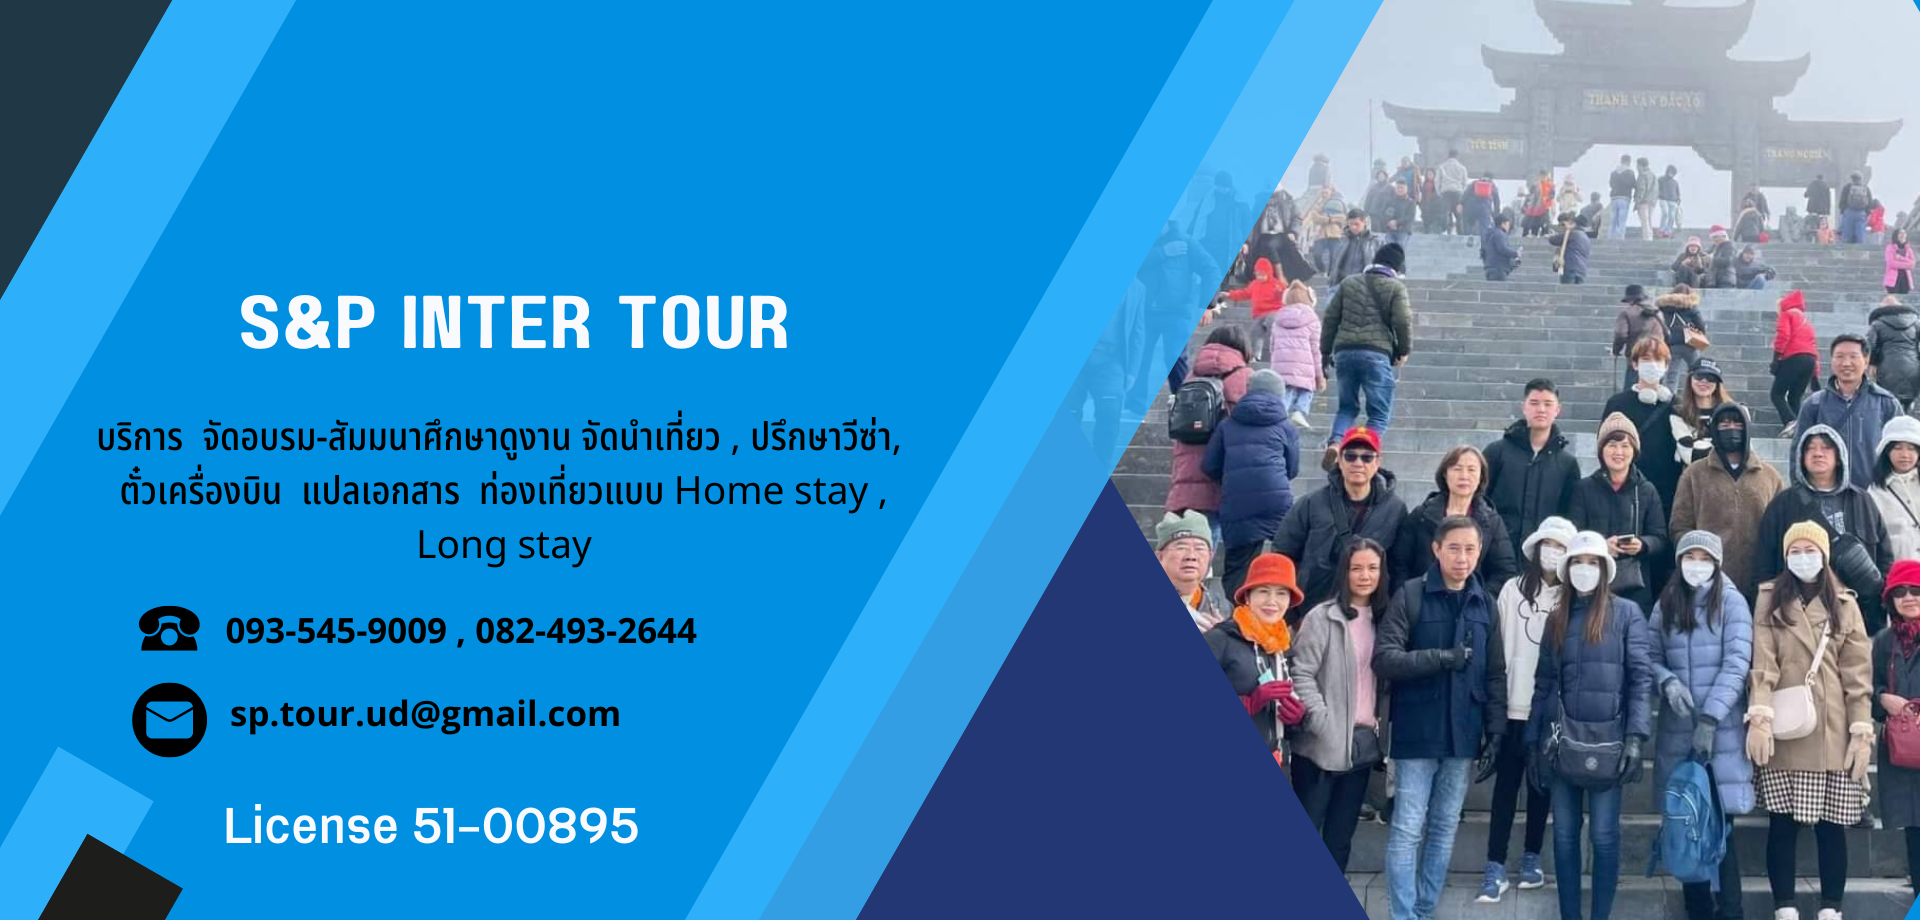 S&P INTER TOUR
บริการ จัดอบรม-สัมมนาศึกษาดูงาน จัดนำเที่ยว , ปรึกษาวีซ่า,
ตั๋วเครื่องบิน แปลเอกสาร ท่องเที่ยวแบบ Home stay ,
Long stay
093-545-9009 , 082-493-2644
sp.tour.ud@gmail.com
License 51-00895
THANH VÂN ĐẮC LỘ